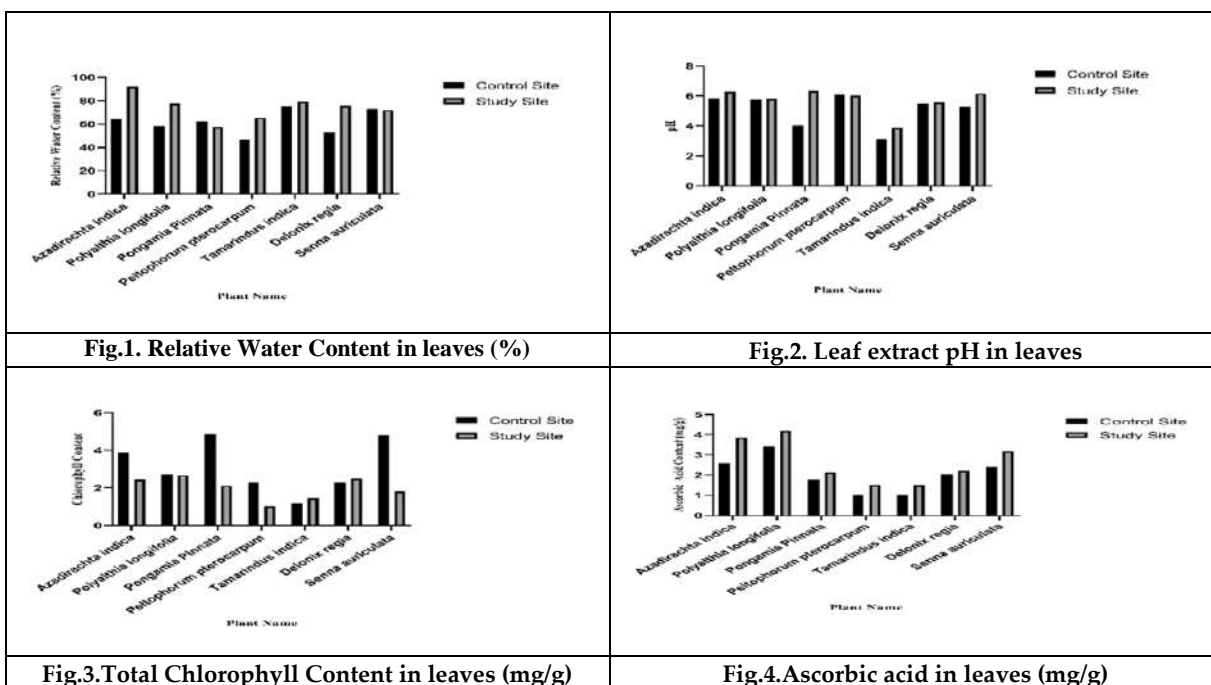 Relative Water Content (%)
100
80
60
40
20
0
Control Site
Study Site
Azadirachta indica
Polyalthia longifolia
Pongamia Pinnata
Peltophorum pterocarpum
Tamarindus indica
Delonix regia
Senna auriculata
Plant Name
Fig.1. Relative Water Content in leaves (%)
pH
8
6
4
2
0
Control Site
Study Site
Azadirachta indica
Polyalthia longifolia
Pongamia Pinnata
Peltophorum pterocarpum
Tamarindus indica
Delonix regia
Senna auriculata
Plant Name
Fig.2. Leaf extract pH in leaves
Chlorophyll Content
6
4
2
0
Control Site
Study Site
Azadirachta indica
Polyalthia longifolia
Pongamia Pinnata
Peltophorum pterocarpum
Tamarindus indica
Delonix regia
Senna auriculata
Plant Name
Fig.3.Total Chlorophyll Content in leaves (mg/g)
Ascorbic Acid Content (mg/g)
5
4
3
2
1
0
Control Site
Study Site
Azadirachta indica
Polyalthia longifolia
Pongamia Pinnata
Peltophorum pterocarpum
Tamarindus indica
Delonix regia
Senna auriculata
Plant Name
Fig.4.Ascorbic acid in leaves (mg/g)